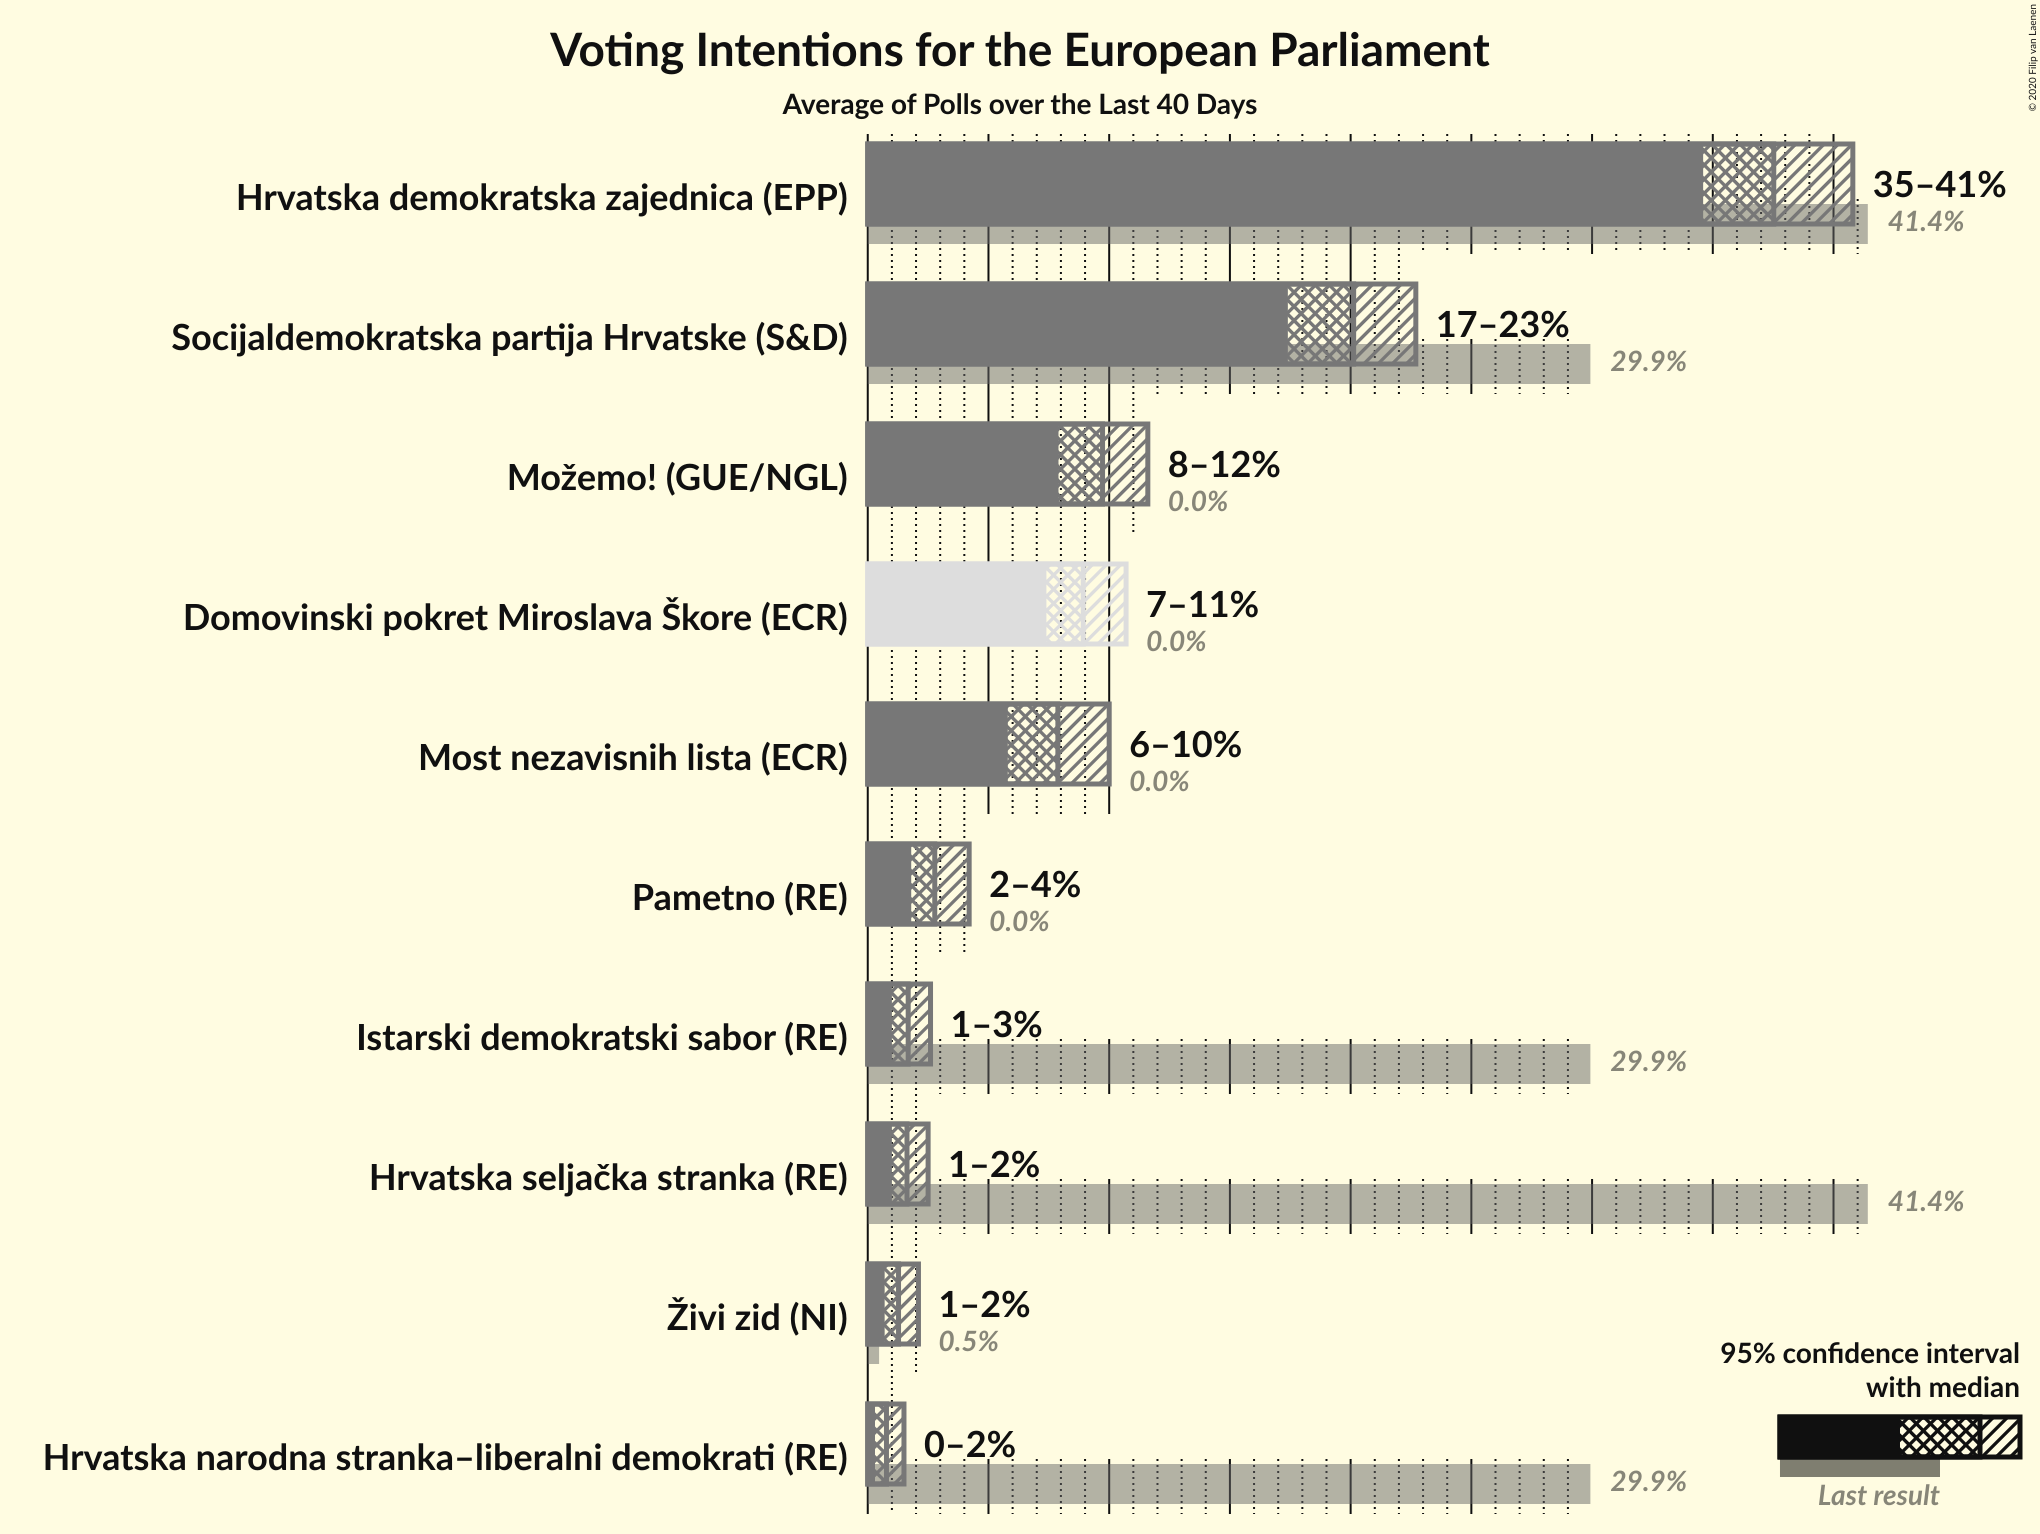 Voting Intentions for the European Parliament
Average of Polls over the Last 40 Days
© 2020 Filip van Laenen
Hrvatska demokratska zajednica (EPP)
35–41%
41.4%
Socijaldemokratska partija Hrvatske (S&D)
17–23%
29.9%
Možemo! (GUE/NGL)
8–12%
0.0%
Domovinski pokret Miroslava Škore (ECR)
7–11%
0.0%
Most nezavisnih lista (ECR)
6–10%
0.0%
Pametno (RE)
2–4%
0.0%
Istarski demokratski sabor (RE)
1–3%
29.9%
Hrvatska seljačka stranka (RE)
1–2%
41.4%
Živi zid (NI)
1–2%
0.5%
Hrvatska narodna stranka–liberalni demokrati (RE)
0–2%
29.9%
95% confidence interval
with median
Last result